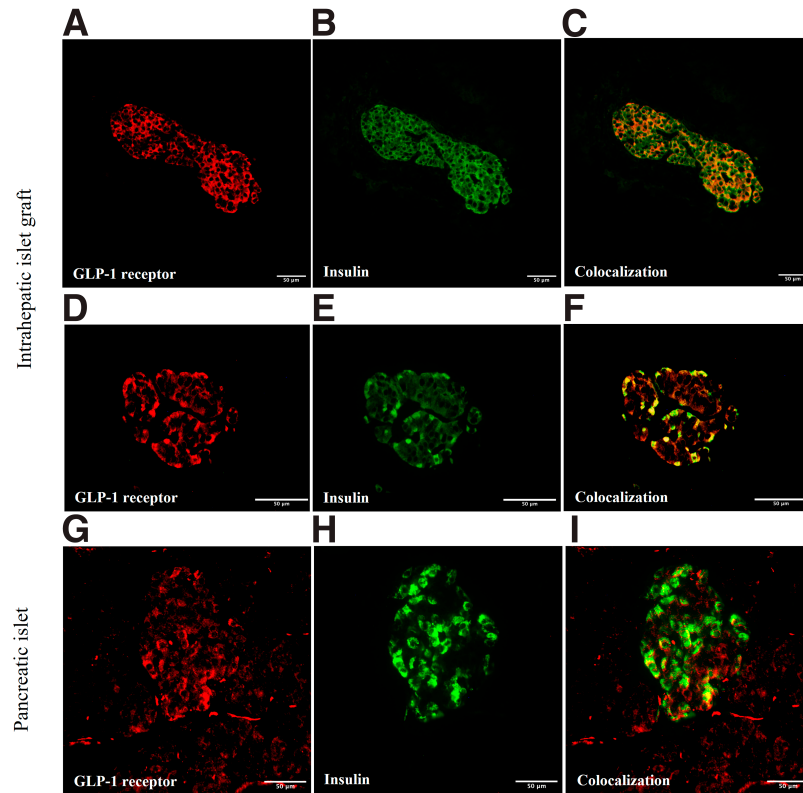 A
B
C
Intrahepatic islet graft
GLP-1 receptor
50 µm
Insulin
50 µm
Colocalization
50 µm
D
E
F
GLP-1 receptor
50 µm
Insulin
50 µm
Colocalization
50 µm
G
H
I
Pancreatic islet
GLP-1 receptor
50 µm
Insulin
50 µm
Colocalization
50 µm